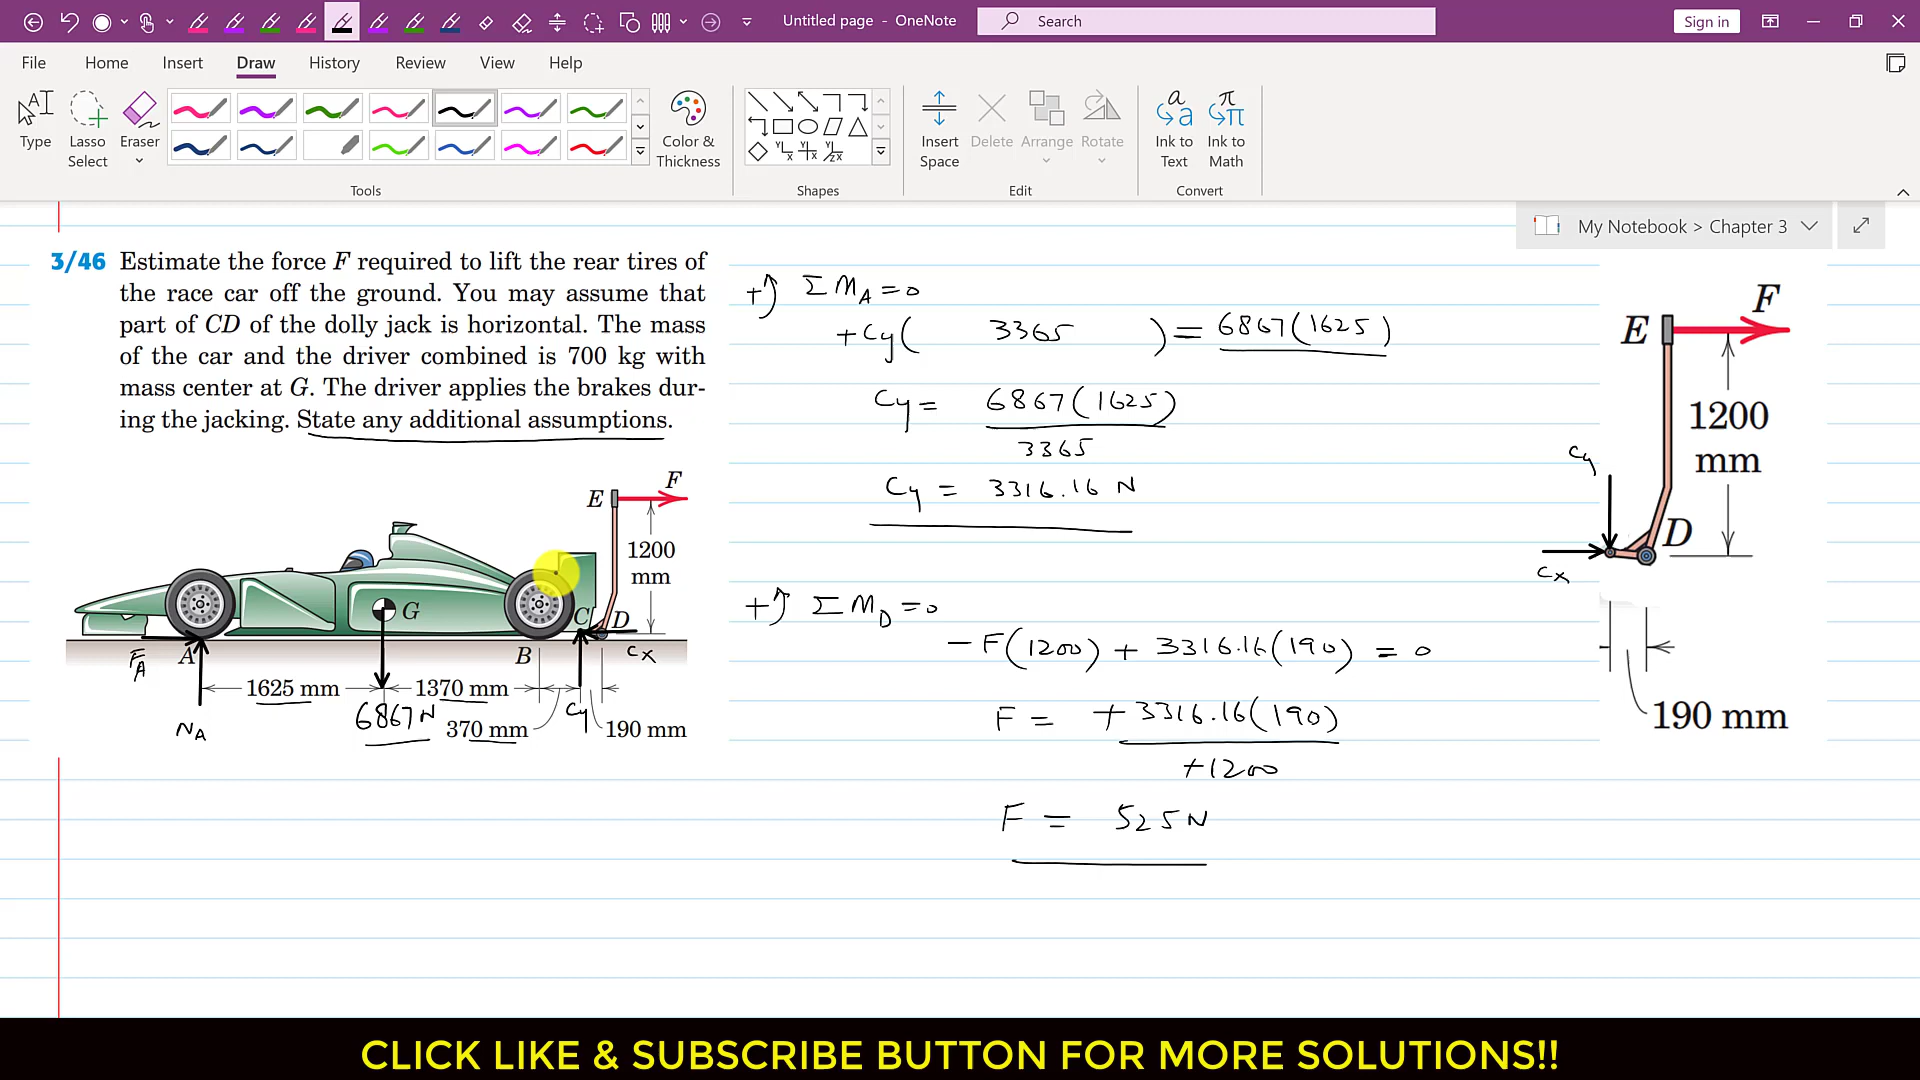 Untitled page - OneNote
Search
Sign in
File Home Insert Draw History Review View Help
Type
Lasso Select
Eraser
Color & Thickness
Insert Space
Delete
Arrange
Rotate
Ink to Text
Ink to Math
Tools
Shapes
Edit
Convert
My Notebook > Chapter 3
3/46 Estimate the force F required to lift the rear tires of
the race car off the ground. You may assume that
part of CD of the dolly jack is horizontal. The mass
of the car and the driver combined is 700 kg with
mass center at G. The driver applies the brakes dur-
ing the jacking. State any additional assumptions.
E F
1200
mm
G
C D
FA A B Cx
1625 mm 1370 mm
6867N 370 mm Cy 190 mm
NA
+↑ ΣMA=0
+Cy( 3365 ) = 6867(1625)
Cy = 6867(1625)
3365
Cy = 3316.16 N
+↑ ΣMD=0
-F(1200) + 3316.16(190) = 0
F = +3316.16(190)
+1200
F = 525N
F
E
1200
mm
Cy
D
Cx
190 mm
CLICK LIKE & SUBSCRIBE BUTTON FOR MORE SOLUTIONS!!